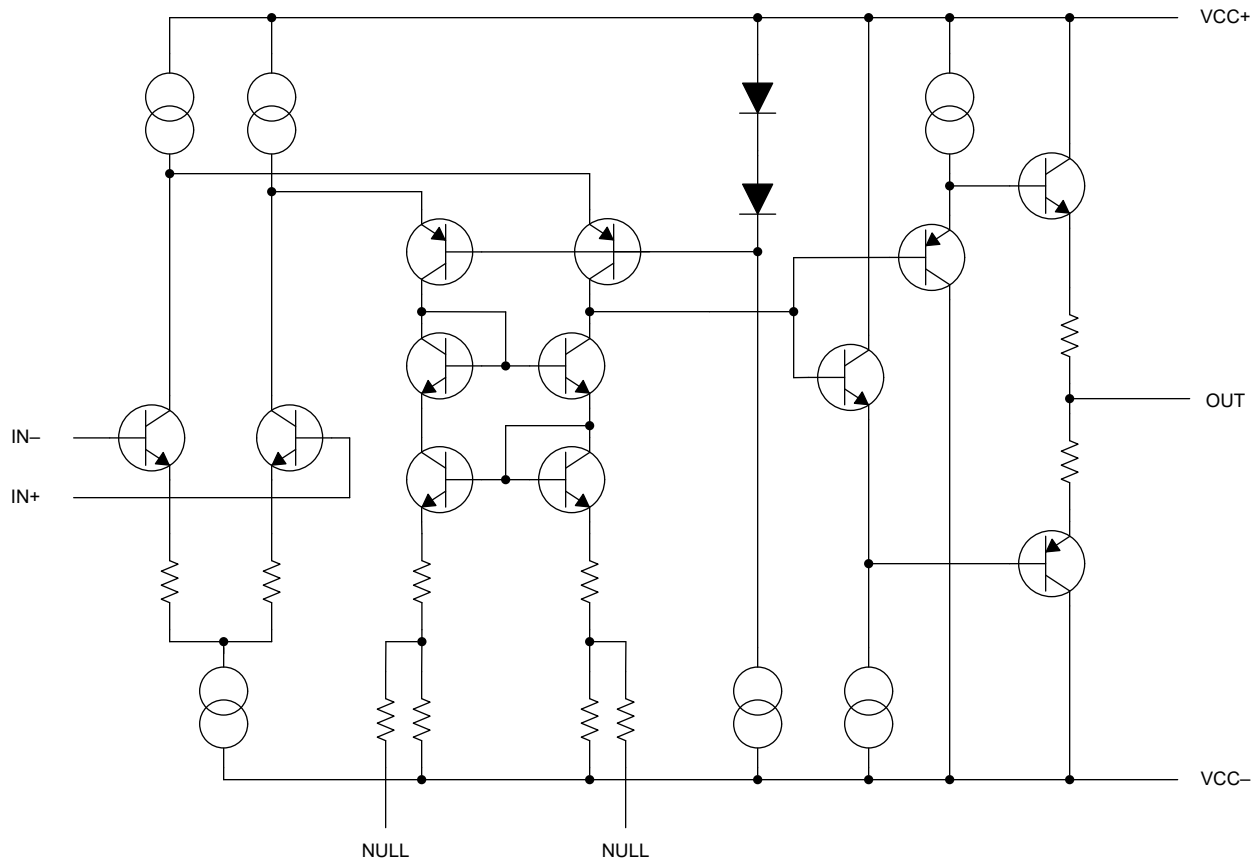 VCC+
OUT
IN–
IN+
VCC–
NULL
NULL